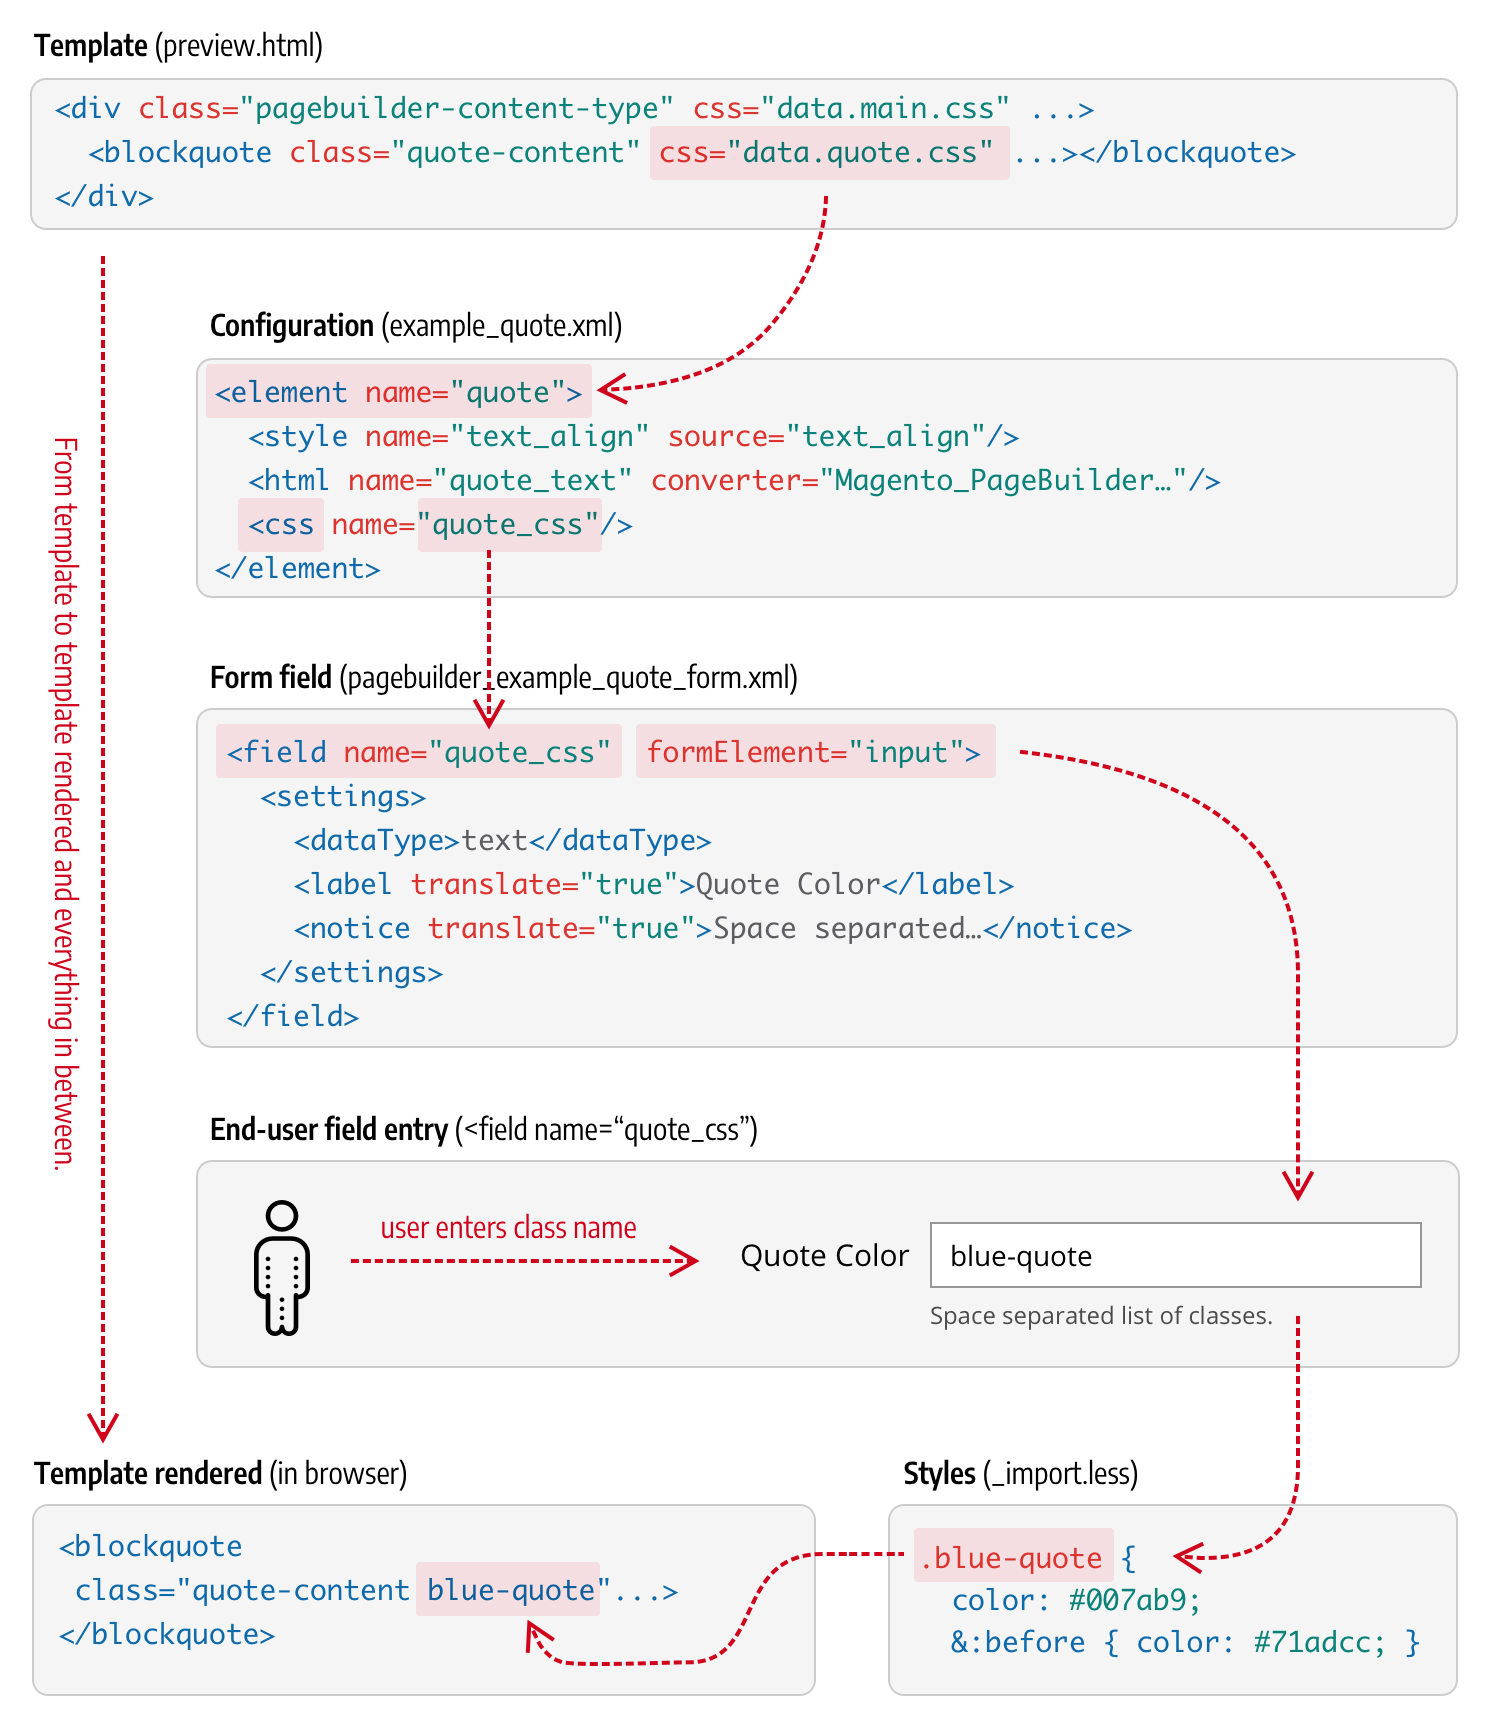 Template (preview.html)
<div class="pagebuilder-content-type" css="data.main.css" ...>
<blockquote class="quote-content" css="data.quote.css" ...></blockquote>
</div>
Configuration (example_quote.xml)
<element name="quote">
<style name="text_align" source="text_align"/>
<html name="quote_text" converter="Magento_PageBuilder…"/>
<css name="quote_css"/>
</element>
From template to template rendered and everything in between.
Form field (pagebuilder_example_quote_form.xml)
<field name="quote_css" formElement="input">
<settings>
<dataType>text</dataType>
<label translate="true">Quote Color</label>
<notice translate="true">Space separated…</notice>
</settings>
</field>
End-user field entry (<field name=“quote_css”)
user enters class name
Quote Color
blue-quote
Space separated list of classes.
Template rendered (in browser)
<blockquote
class="quote-content blue-quote"...>
</blockquote>
Styles (_import.less)
.blue-quote {
color: #007ab9;
&:before { color: #71adcc; }